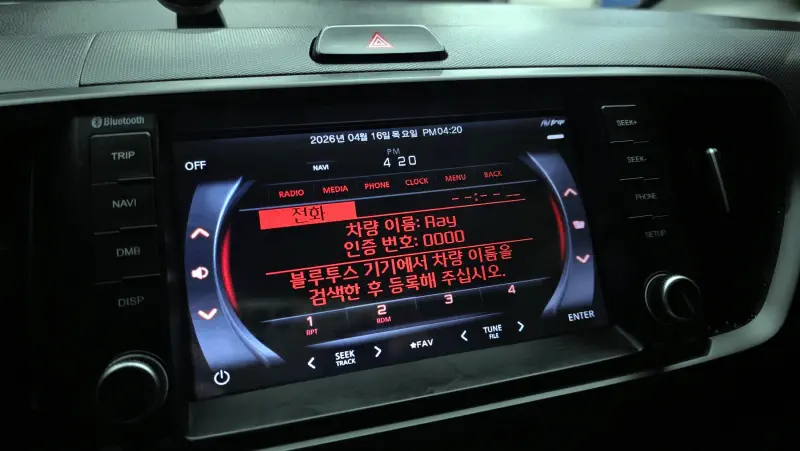 Bluetooth
TRIP
NAVI
DMB
DISP
2026년 04월 16일 목요일 PM 04:20
OFF
NAVI
PM
4 20
RADIO MEDIA PHONE CLOCK MENU BACK
--:-- --
전화
차량 이름: Ray
인증 번호: 0000
블루투스 기기에서 차량 이름을
검색한 후 등록해 주십시오.
1 2 3 4
RPT RDM
SEEK
TRACK
★FAV
TUNE
FILE
ENTER
SEEK+
SEEK-
PHONE
SETUP